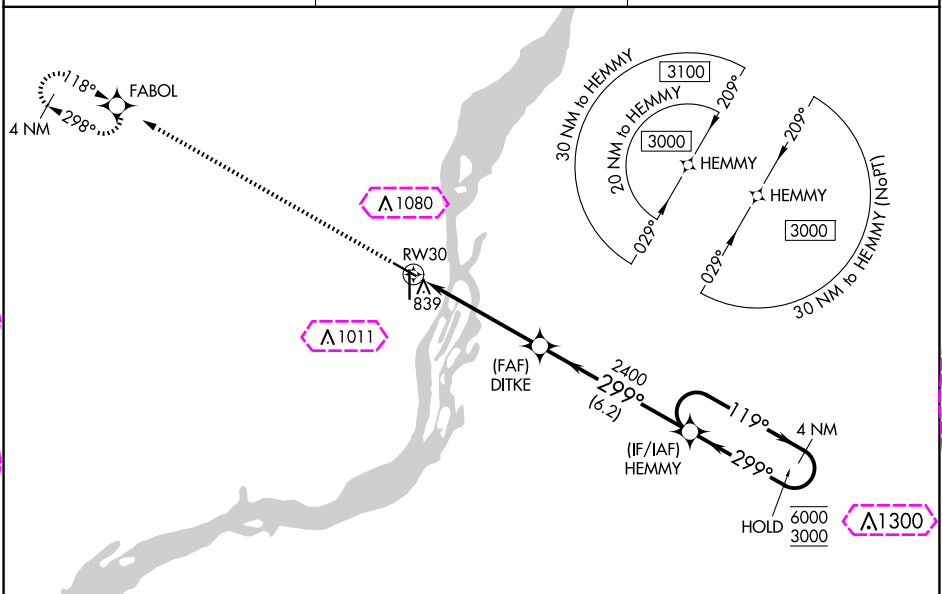 118°
298°
4 NM
FABOL
30 NM to HEMMY
3100
209°
20 NM to HEMMY
3000
HEMMY
029°
209°
HEMMY
3000
029°
30 NM to HEMMY (NoPT)
1080
RW30
839
1011
(FAF)
DITKE
2400
299°
(6.2)
119°
4 NM
(IF/IAF)
HEMMY
299°
HOLD
6000
3000
1300